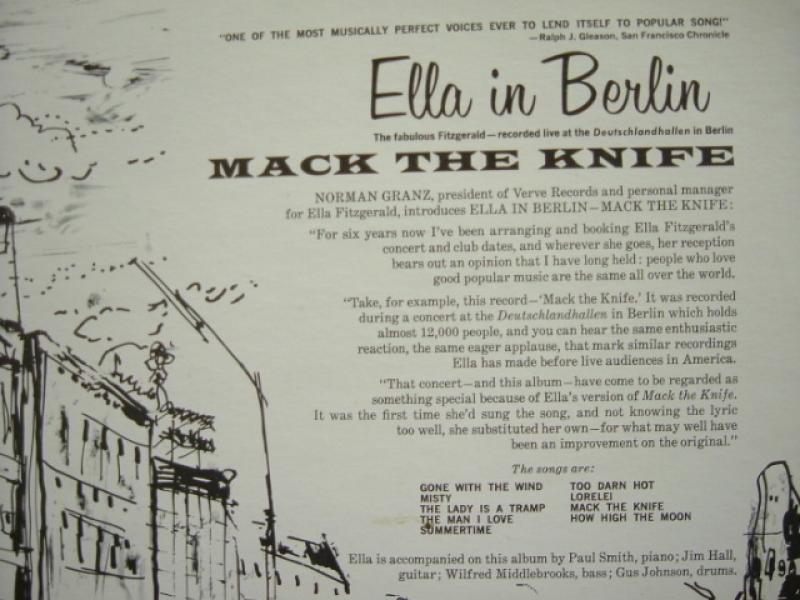 "ONE OF THE MOST MUSICALLY PERFECT VOICES EVER TO LEND ITSELF TO POPULAR SONG!"
—Ralph J. Gleason, San Francisco Chronicle
Ella in Berlin
The fabulous Fitzgerald—recorded live at the Deutschlandhallen in Berlin
MACK THE KNIFE
NORMAN GRANZ, president of Verve Records and personal manager
for Ella Fitzgerald, introduces ELLA IN BERLIN—MACK THE KNIFE:
"For six years now I've been arranging and booking Ella Fitzgerald's
concert and club dates, and wherever she goes, her reception
bears out an opinion that I have long held: people who love
good popular music are the same all over the world.
"Take, for example, this record—'Mack the Knife.' It was recorded
during a concert at the Deutschlandhallen in Berlin which holds
almost 12,000 people, and you can hear the same enthusiastic
reaction, the same eager applause, that mark similar recordings
Ella has made before live audiences in America.
"That concert—and this album—have come to be regarded as
something special because of Ella's version of Mack the Knife.
It was the first time she'd sung the song, and not knowing the lyric
too well, she substituted her own—for what may well have
been an improvement on the original."
The songs are:
GONE WITH THE WIND
MISTY
THE LADY IS A TRAMP
THE MAN I LOVE
SUMMERTIME
TOO DARN HOT
LORELEI
MACK THE KNIFE
HOW HIGH THE MOON
Ella is accompanied on this album by Paul Smith, piano; Jim Hall,
guitar; Wilfred Middlebrooks, bass; Gus Johnson, drums.